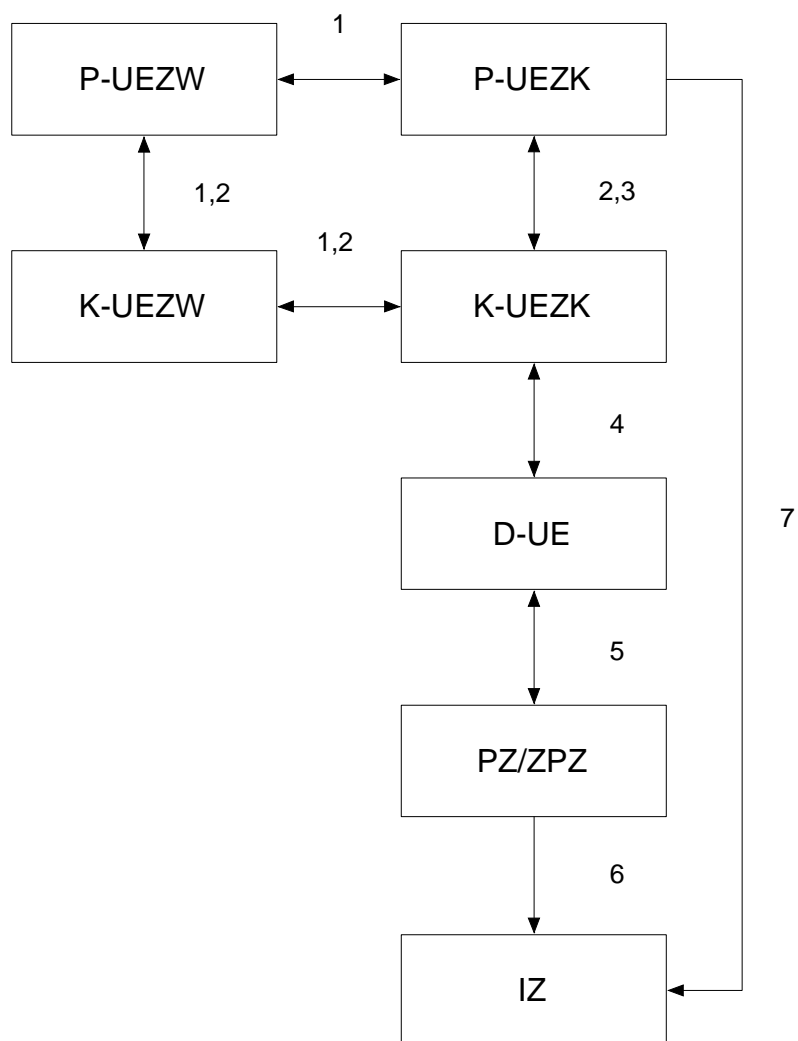 1
P-UEZW
P-UEZK
1,2
2,3
1,2
K-UEZW
K-UEZK
4
7
D-UE
5
PZ/ZPZ
6
IZ